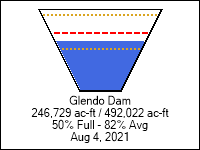 Glendo Dam
246,729 ac-ft / 492,022 ac-ft
50% Full - 82% Avg
Aug 4, 2021